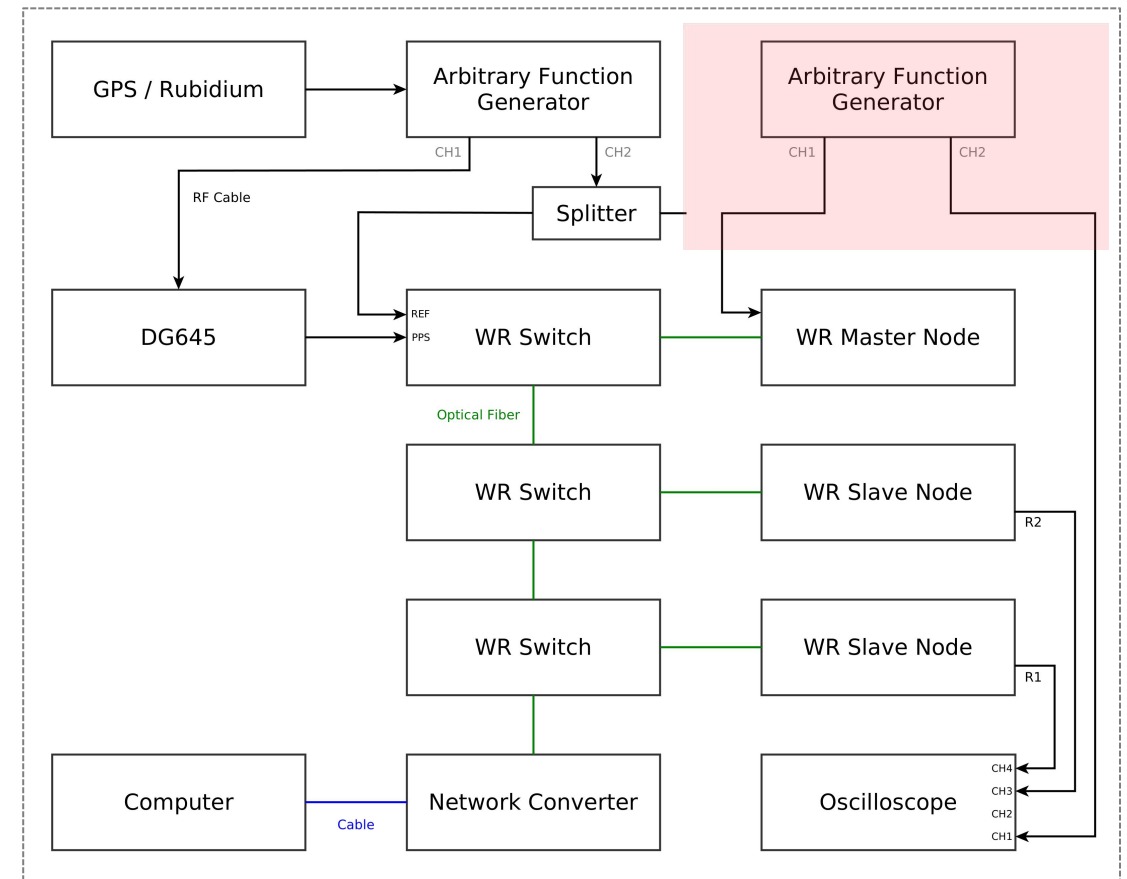 GPS / Rubidium
Arbitrary Function
Generator
Arbitrary Function
Generator
CH1
CH2
CH1
CH2
RF Cable
Splitter
DG645
REF
PPS
WR Switch
WR Master Node
Optical Fiber
WR Switch
WR Slave Node
R2
WR Switch
WR Slave Node
R1
Computer
Cable
Network Converter
Oscilloscope
CH4
CH3
CH2
CH1